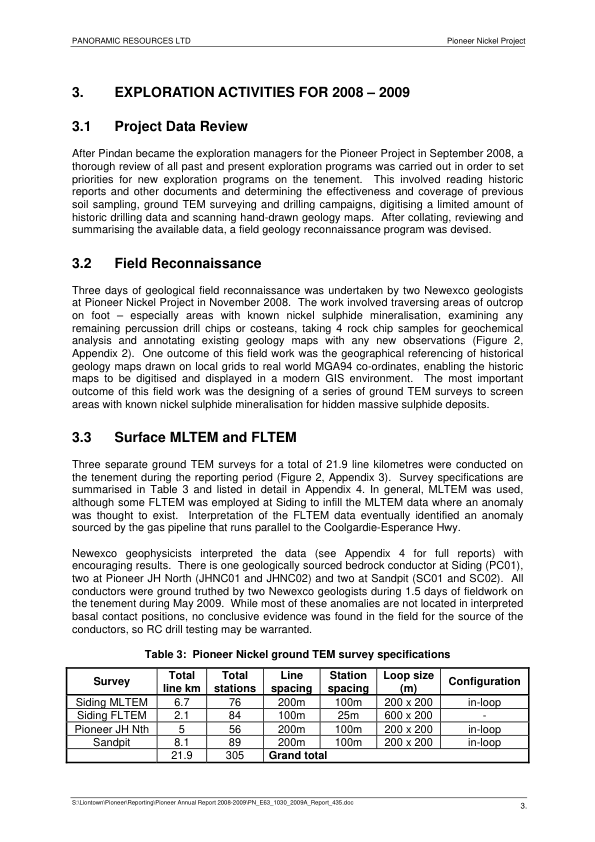 PANORAMIC RESOURCES LTD Pioneer Nickel Project
3. EXPLORATION ACTIVITIES FOR 2008 – 2009
3.1 Project Data Review
After Pindan became the exploration managers for the Pioneer Project in September 2008, a
thorough review of all past and present exploration programs was carried out in order to set
priorities for new exploration programs on the tenement. This involved reading historic
reports and other documents and determining the effectiveness and coverage of previous
soil sampling, ground TEM surveying and drilling campaigns, digitising a limited amount of
historic drilling data and scanning hand-drawn geology maps. After collating, reviewing and
summarising the available data, a field geology reconnaissance program was devised.
3.2 Field Reconnaissance
Three days of geological field reconnaissance was undertaken by two Newexco geologists
at Pioneer Nickel Project in November 2008. The work involved traversing areas of outcrop
on foot – especially areas with known nickel sulphide mineralisation, examining any
remaining percussion drill chips or costeans, taking 4 rock chip samples for geochemical
analysis and annotating existing geology maps with any new observations (Figure 2,
Appendix 2). One outcome of this field work was the geographical referencing of historical
geology maps drawn on local grids to real world MGA94 co-ordinates, enabling the historic
maps to be digitised and displayed in a modern GIS environment. The most important
outcome of this field work was the designing of a series of ground TEM surveys to screen
areas with known nickel sulphide mineralisation for hidden massive sulphide deposits.
3.3 Surface MLTEM and FLTEM
Three separate ground TEM surveys for a total of 21.9 line kilometres were conducted on
the tenement during the reporting period (Figure 2, Appendix 3). Survey specifications are
summarised in Table 3 and listed in detail in Appendix 4. In general, MLTEM was used,
although some FLTEM was employed at Siding to infill the MLTEM data where an anomaly
was thought to exist. Interpretation of the FLTEM data eventually identified an anomaly
sourced by the gas pipeline that runs parallel to the Coolgardie-Esperance Hwy.
Newexco geophysicists interpreted the data (see Appendix 4 for full reports) with
encouraging results. There is one geologically sourced bedrock conductor at Siding (PC01),
two at Pioneer JH North (JHNC01 and JHNC02) and two at Sandpit (SC01 and SC02). All
conductors were ground truthed by two Newexco geologists during 1.5 days of fieldwork on
the tenement during May 2009. While most of these anomalies are not located in interpreted
basal contact positions, no conclusive evidence was found in the field for the source of the
conductors, so RC drill testing may be warranted.
Table 3: Pioneer Nickel ground TEM survey specifications
Survey Total line km Total stations Line spacing Station spacing Loop size (m) Configuration
Siding MLTEM 6.7 76 200m 100m 200 x 200 in-loop
Siding FLTEM 2.1 84 100m 25m 600 x 200 -
Pioneer JH Nth 5 56 200m 100m 200 x 200 in-loop
Sandpit 8.1 89 200m 100m 200 x 200 in-loop
21.9 305 Grand total
S:\Liontown\Pioneer\Reporting\Pioneer Annual Report 2008-2009\PN_E63_1030_2009A_Report_435.doc 3.